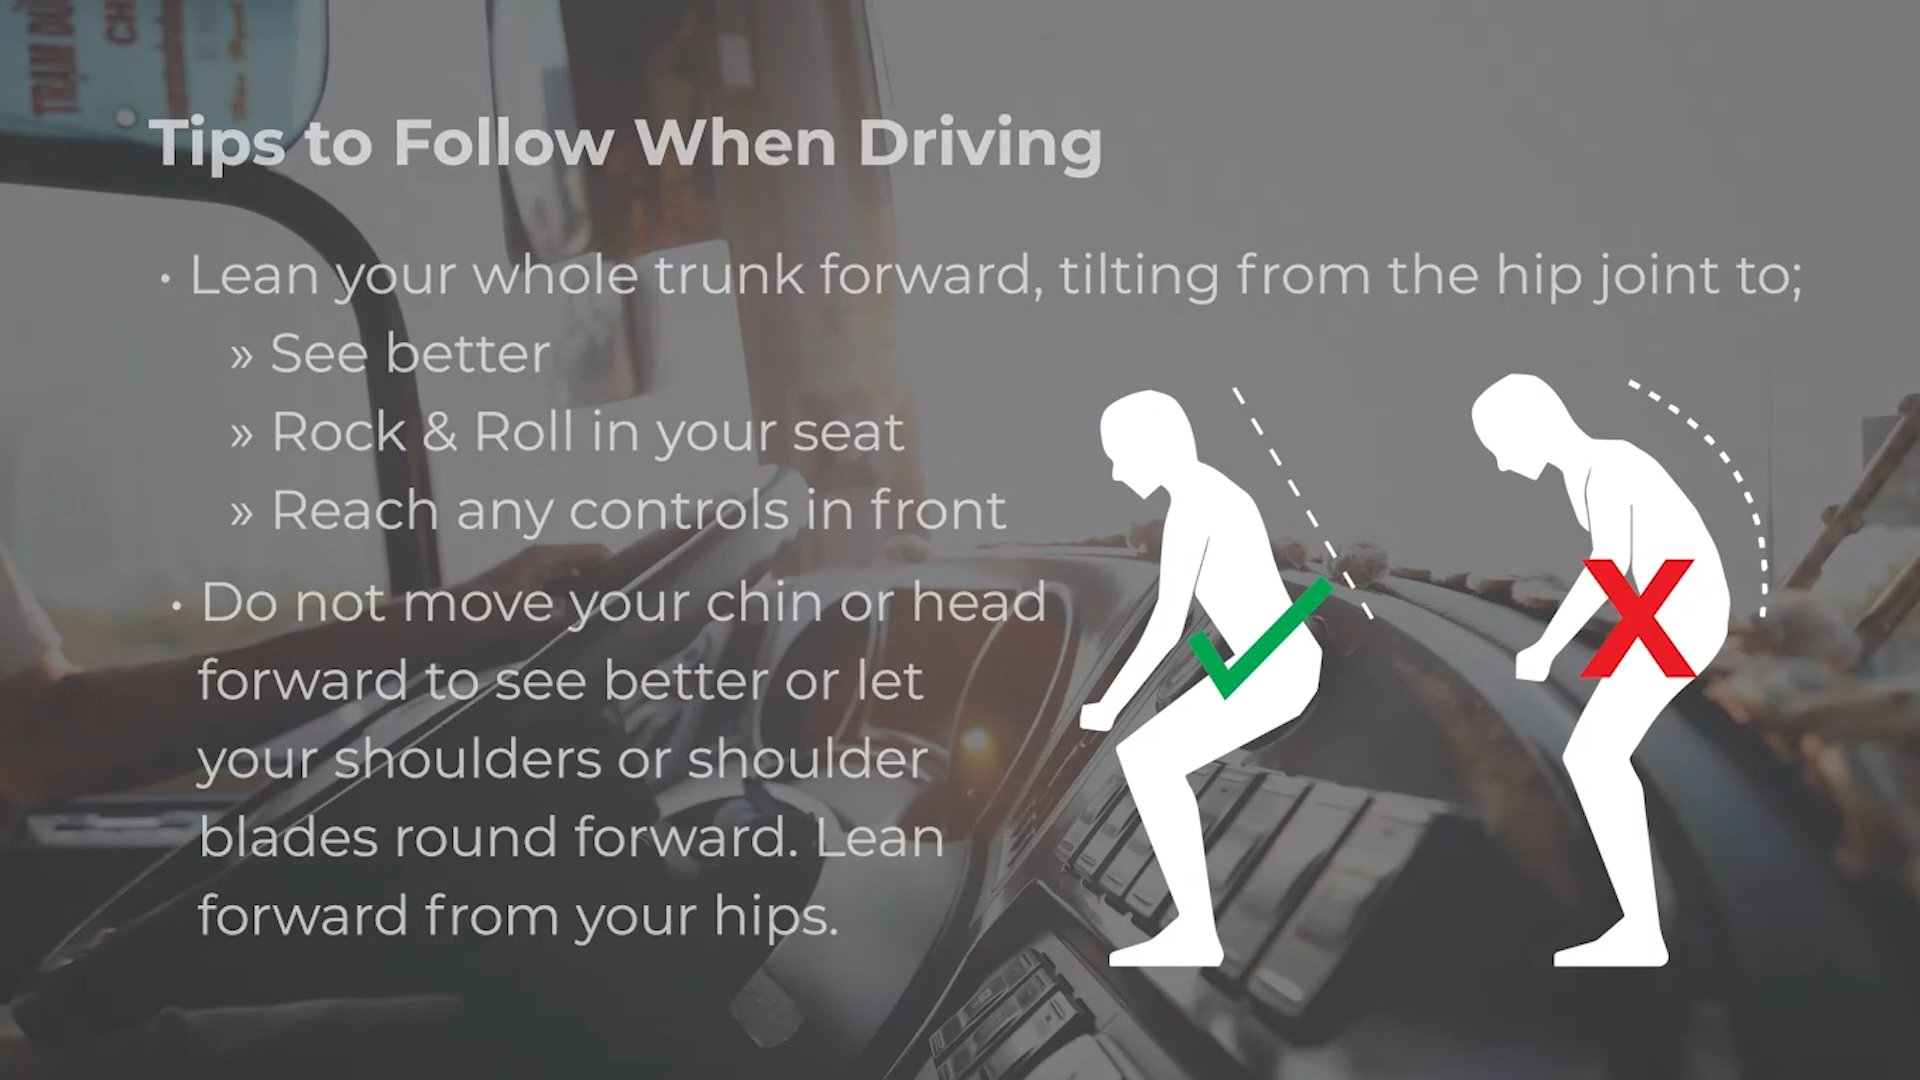 Tips to Follow When Driving
• Lean your whole trunk forward, tilting from the hip joint to;
» See better
» Rock & Roll in your seat
» Reach any controls in front
• Do not move your chin or head
forward to see better or let
your shoulders or shoulder
blades round forward. Lean
forward from your hips.
X